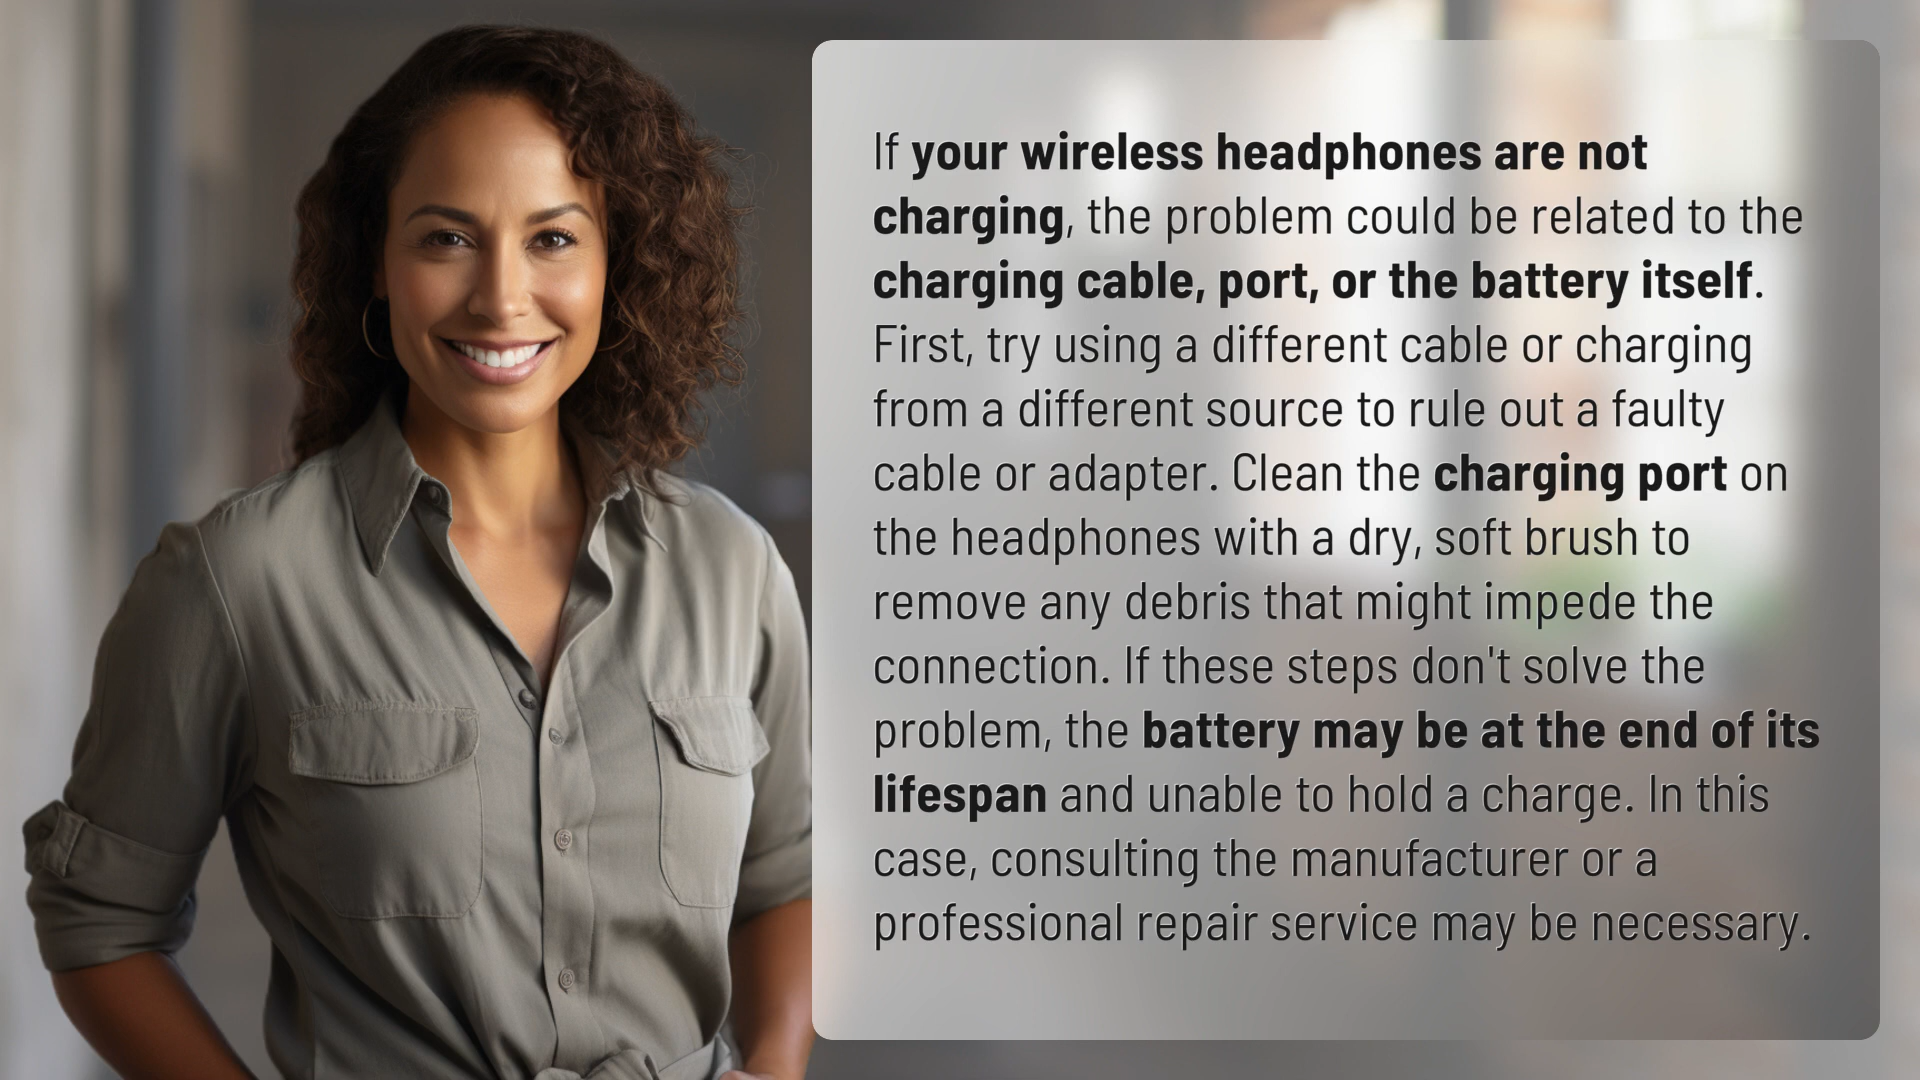 If your wireless headphones are not
charging, the problem could be related to the
charging cable, port, or the battery itself.
First, try using a different cable or charging
from a different source to rule out a faulty
cable or adapter. Clean the charging port on
the headphones with a dry, soft brush to
remove any debris that might impede the
connection. If these steps don't solve the
problem, the battery may be at the end of its
lifespan and unable to hold a charge. In this
case, consulting the manufacturer or a
professional repair service may be necessary.